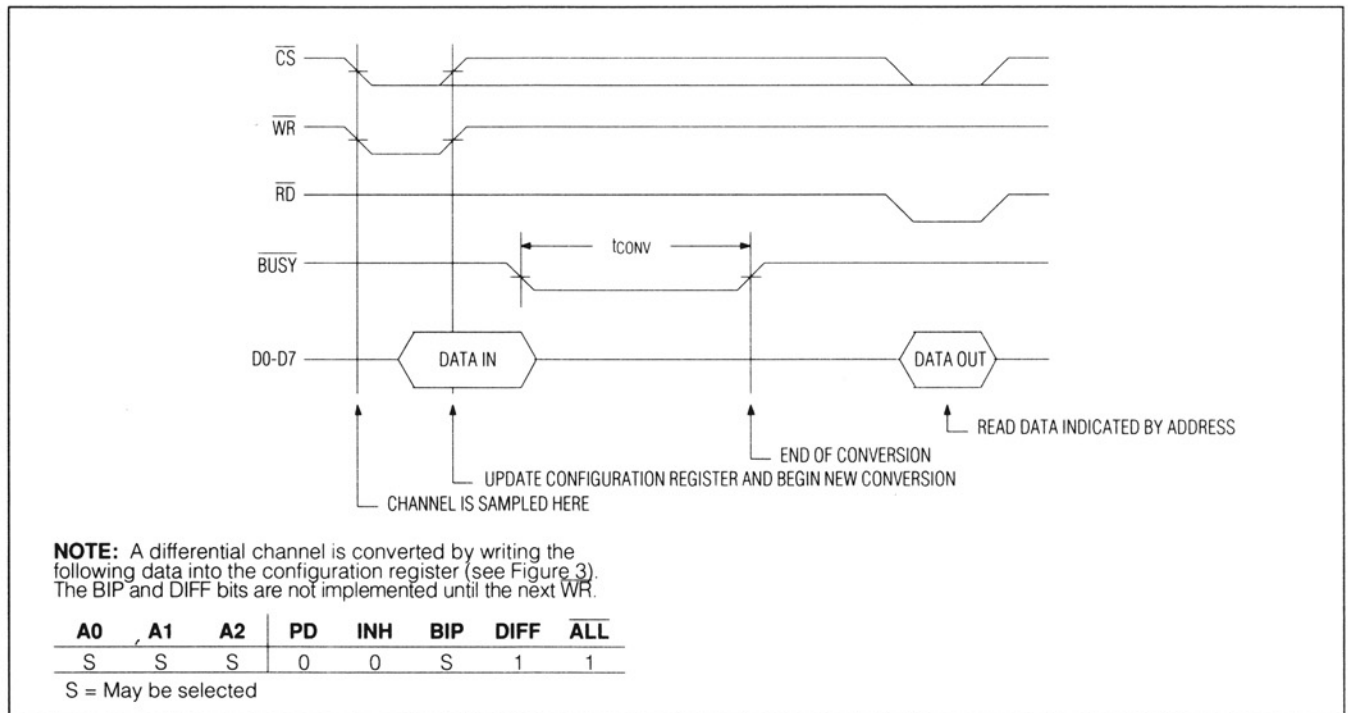 CS
WR
RD
tCONV
BUSY
D0-D7
DATA IN
DATA OUT
READ DATA INDICATED BY ADDRESS
END OF CONVERSION
UPDATE CONFIGURATION REGISTER AND BEGIN NEW CONVERSION
CHANNEL IS SAMPLED HERE
NOTE: A differential channel is converted by writing the
following data into the configuration register (see Figure 3).
The BIP and DIFF bits are not implemented until the next WR.
A0 A1 A2 PD INH BIP DIFF ALL
S S S 0 0 S 1 1
S = May be selected